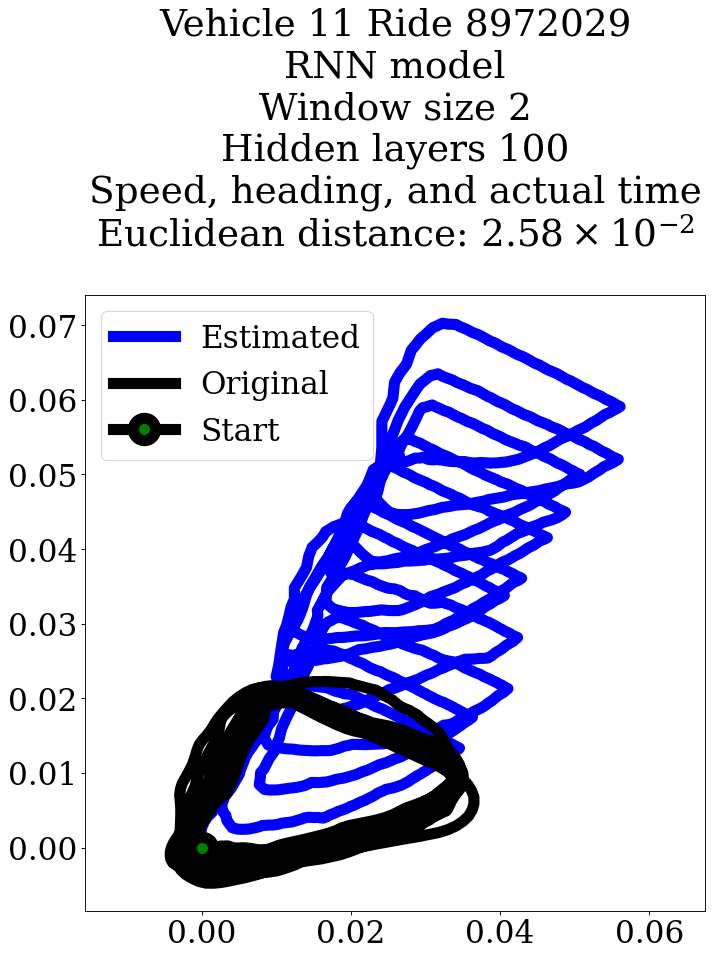 Vehicle 11 Ride 8972029
RNN model
Window size 2
Hidden layers 100
Speed, heading, and actual time
Euclidean distance: 2.58 × 10⁻²
Estimated
Original
Start
0.07
0.06
0.05
0.04
0.03
0.02
0.01
0.00
0.00 0.02 0.04 0.06